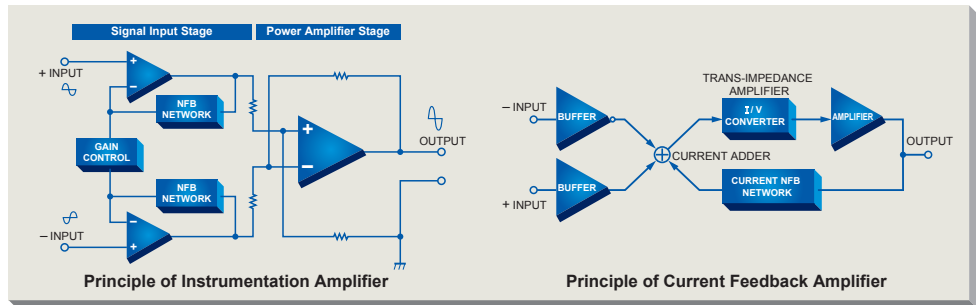 Signal Input Stage
Power Amplifier Stage
+ INPUT
NFB
NETWORK
GAIN
CONTROL
NFB
NETWORK
– INPUT
+
–
–
+
+
–
OUTPUT
Principle of Instrumentation Amplifier
TRANS-IMPEDANCE
AMPLIFIER
– INPUT
BUFFER
I / V
CONVERTER
AMPLIFIER
OUTPUT
CURRENT ADDER
BUFFER
+ INPUT
CURRENT NFB
NETWORK
Principle of Current Feedback Amplifier